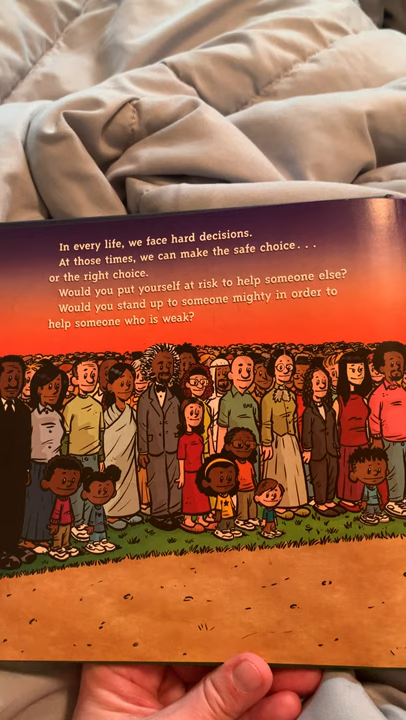 In every life, we face hard decisions.
At those times, we can make the safe choice . . .
or the right choice.
Would you put yourself at risk to help someone else?
Would you stand up to someone mighty in order to
help someone who is weak?